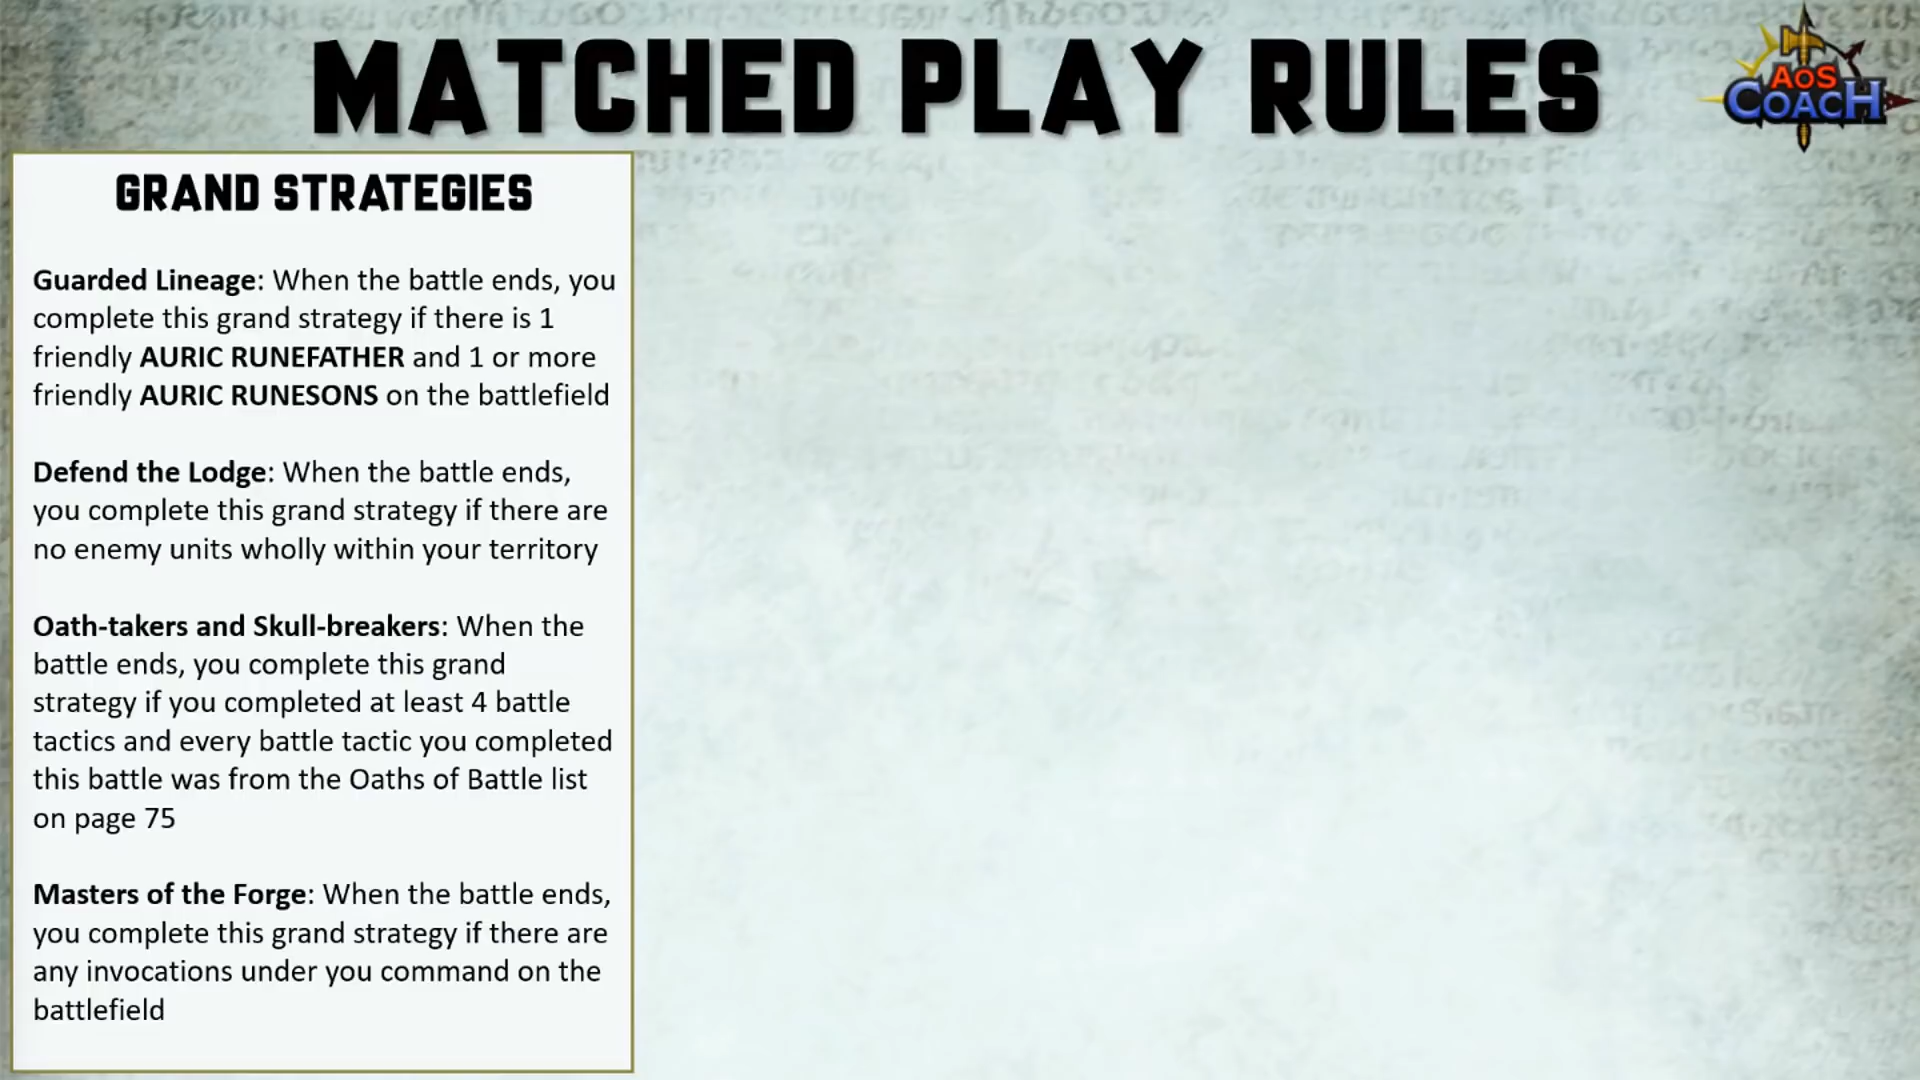 MATCHED PLAY RULES
AoS
COACH
GRAND STRATEGIES
Guarded Lineage: When the battle ends, you
complete this grand strategy if there is 1
friendly AURIC RUNEFATHER and 1 or more
friendly AURIC RUNESONS on the battlefield
Defend the Lodge: When the battle ends,
you complete this grand strategy if there are
no enemy units wholly within your territory
Oath-takers and Skull-breakers: When the
battle ends, you complete this grand
strategy if you completed at least 4 battle
tactics and every battle tactic you completed
this battle was from the Oaths of Battle list
on page 75
Masters of the Forge: When the battle ends,
you complete this grand strategy if there are
any invocations under you command on the
battlefield